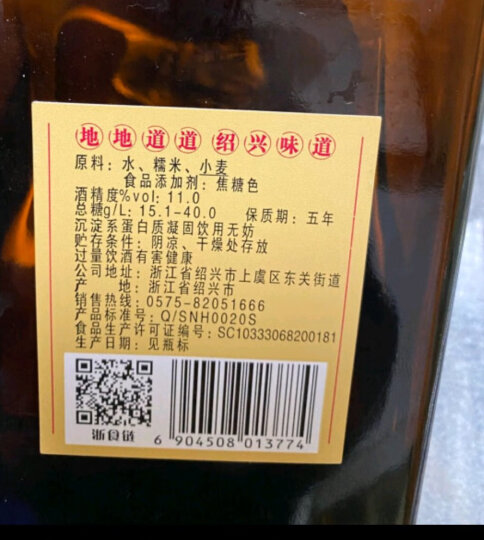 地地道道绍兴味道
原料：水、糯米、小麦
食品添加剂：焦糖色
酒精度%vol：11.0
总糖g/L：15.1-40.0 保质期：五年
沉淀系蛋白质凝固饮用无妨
贮存条件：阴凉、干燥处存放
过量饮酒有害健康
公司地址：浙江省绍兴市上虞区东关街道
产 地：浙江省绍兴市
销售热线：0575-82051666
产品标准号：Q/SNH0020S
食品生产许可证编号：SC10333068200181
生产日期：见瓶标
浙食链
6 904508 013774